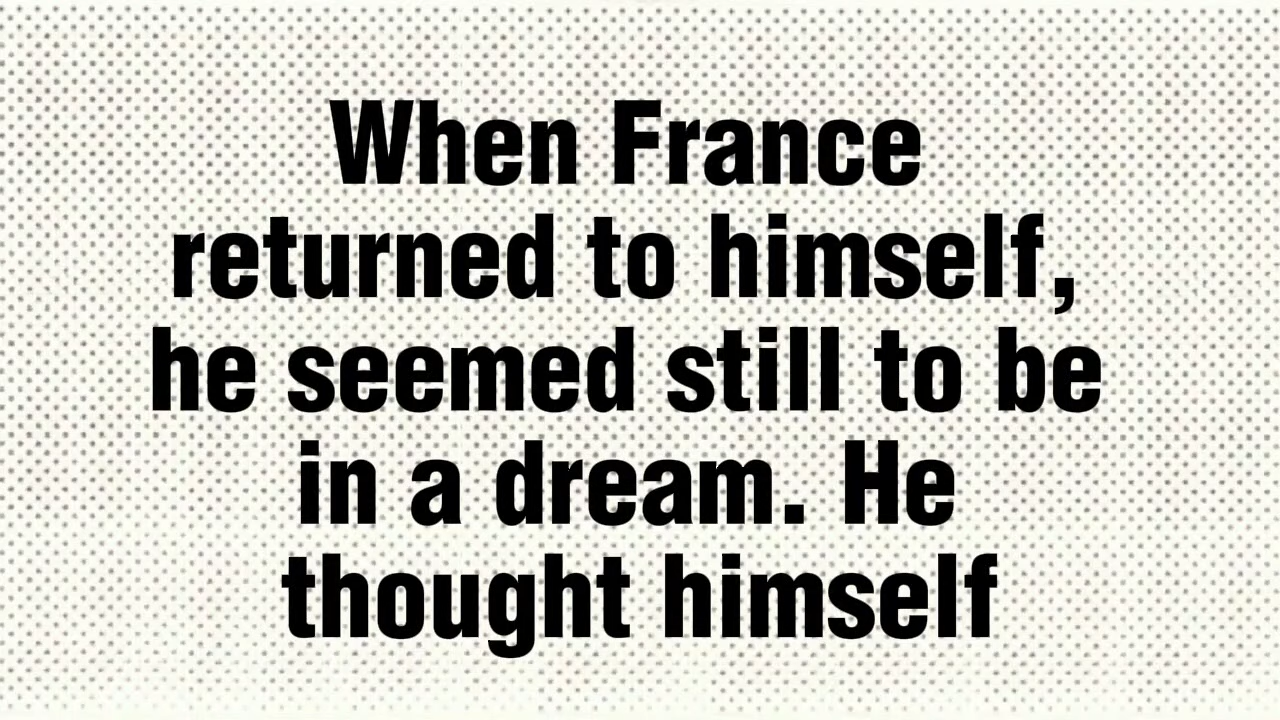 When France
returned to himself,
he seemed still to be
in a dream. He
thought himself